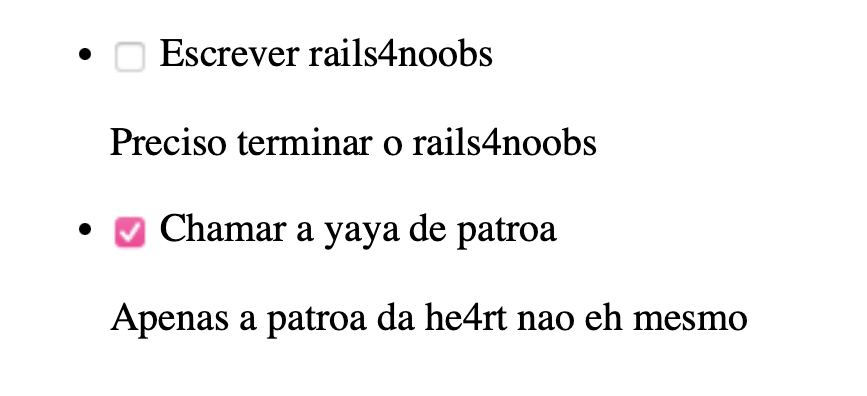 Escrever rails4noobs
Preciso terminar o rails4noobs
Chamar a yaya de patroa
Apenas a patroa da he4rt nao eh mesmo